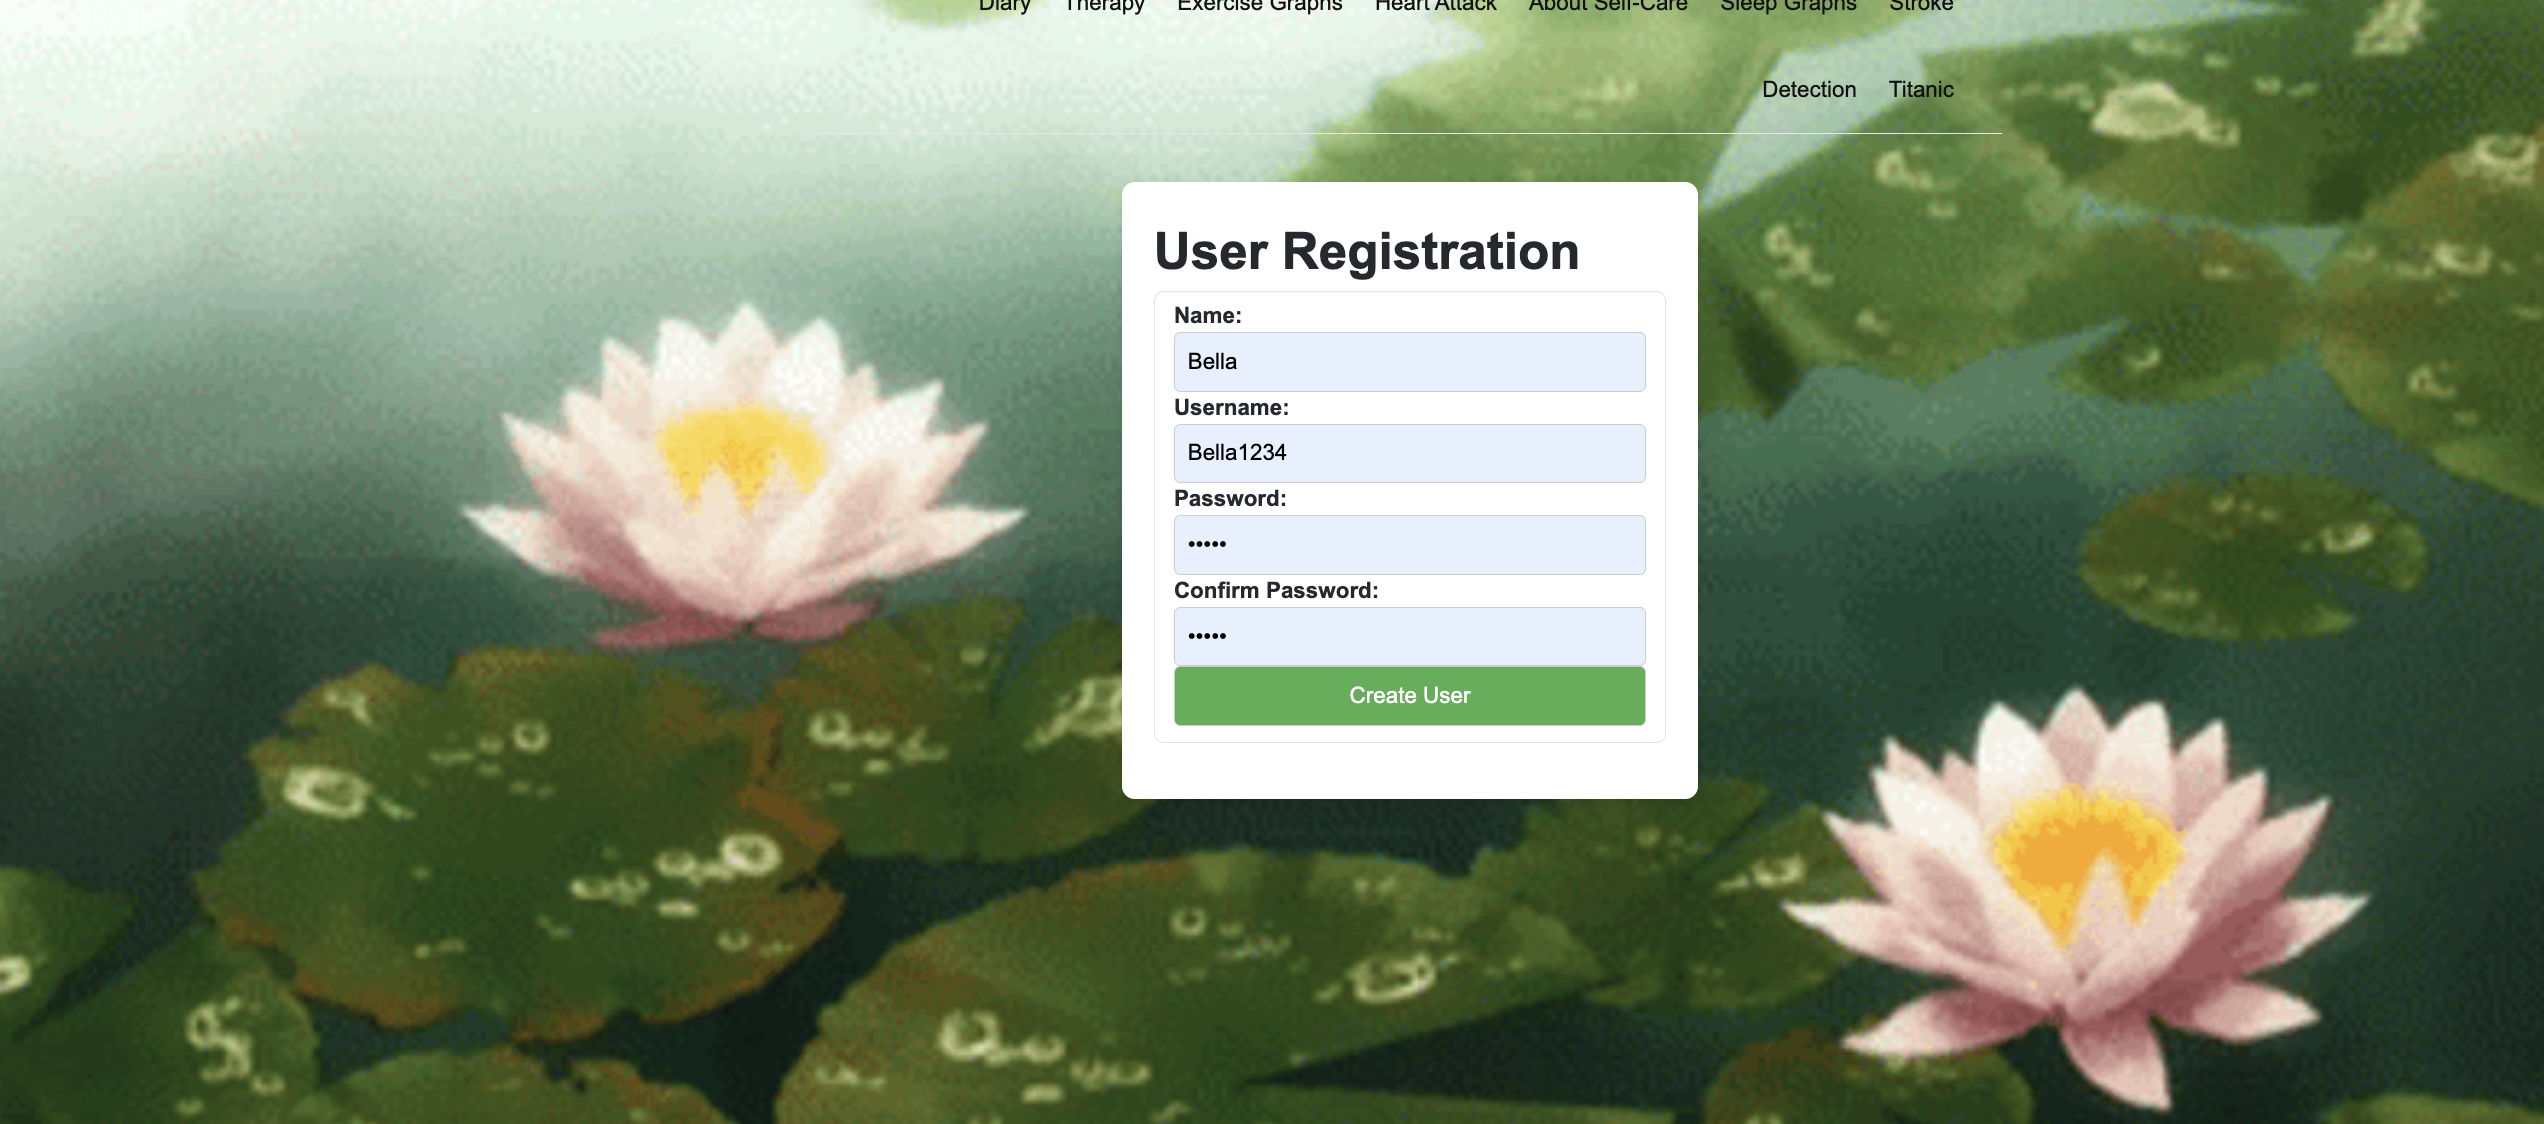 Diary Therapy Exercise Graphs Heart Attack About Self-Care Sleep Graphs Stroke
Detection Titanic
User Registration
Name:
Bella
Username:
Bella1234
Password:
•••••
Confirm Password:
•••••
Create User